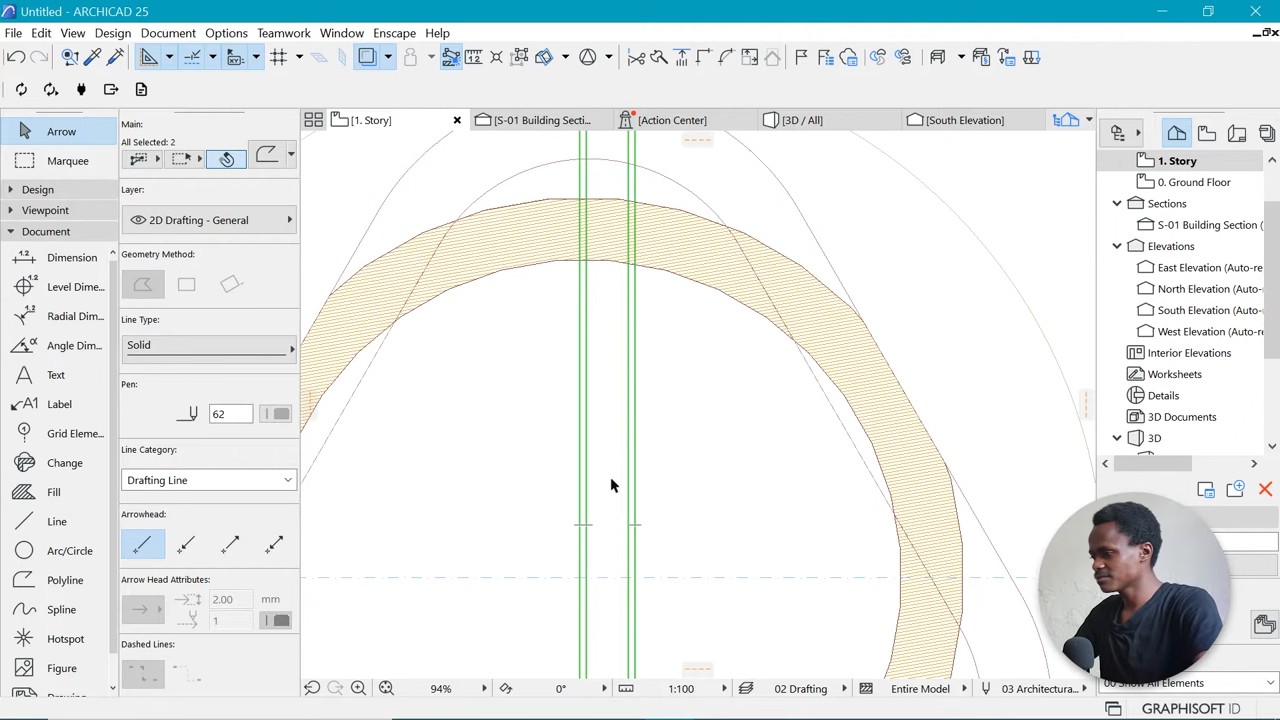 Untitled - ARCHICAD 25
File Edit View Design Document Options Teamwork Window Enscape Help
[1. Story] [S-01 Building Secti... [Action Center] [3D / All] [South Elevation]
Arrow
Marquee
Design
Viewpoint
Document
Dimension
Level Dime...
Radial Dim...
Angle Dim...
Text
Label
Grid Eleme...
Change
Fill
Line
Arc/Circle
Polyline
Spline
Hotspot
Figure
Main:
All Selected: 2
Layer:
2D Drafting - General
Geometry Method:
Line Type:
Solid
Pen:
62
Line Category:
Drafting Line
Arrowhead:
Arrow Head Attributes:
2.00 mm
1
Dashed Lines:
94% 0° 1:100 02 Drafting Entire Model 03 Architectura...
1. Story
0. Ground Floor
Sections
S-01 Building Section (
Elevations
East Elevation (Auto-re
North Elevation (Auto-
South Elevation (Auto-
West Elevation (Auto-r
Interior Elevations
Worksheets
Details
3D Documents
3D
00 Show All Elements
GRAPHISOFT ID